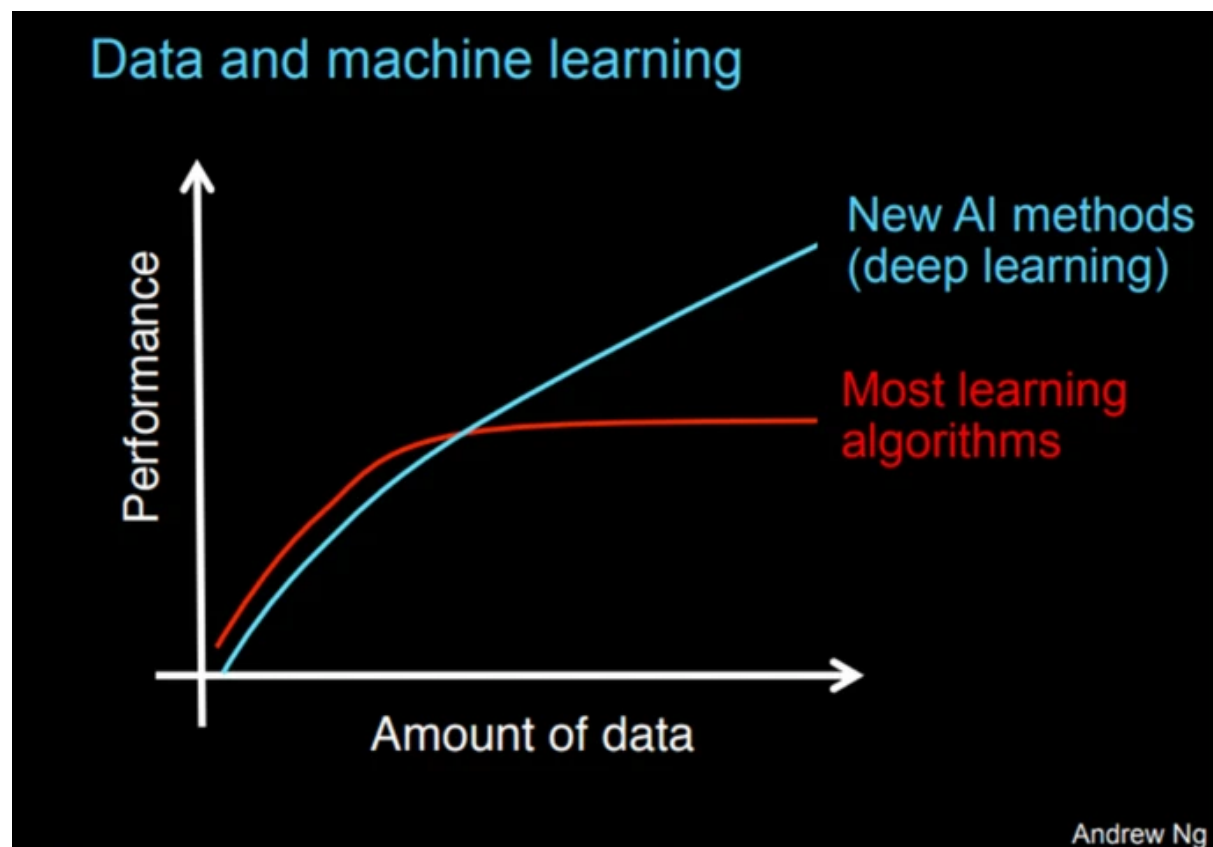 Data and machine learning
Performance
New AI methods
(deep learning)
Most learning
algorithms
Amount of data
Andrew Ng